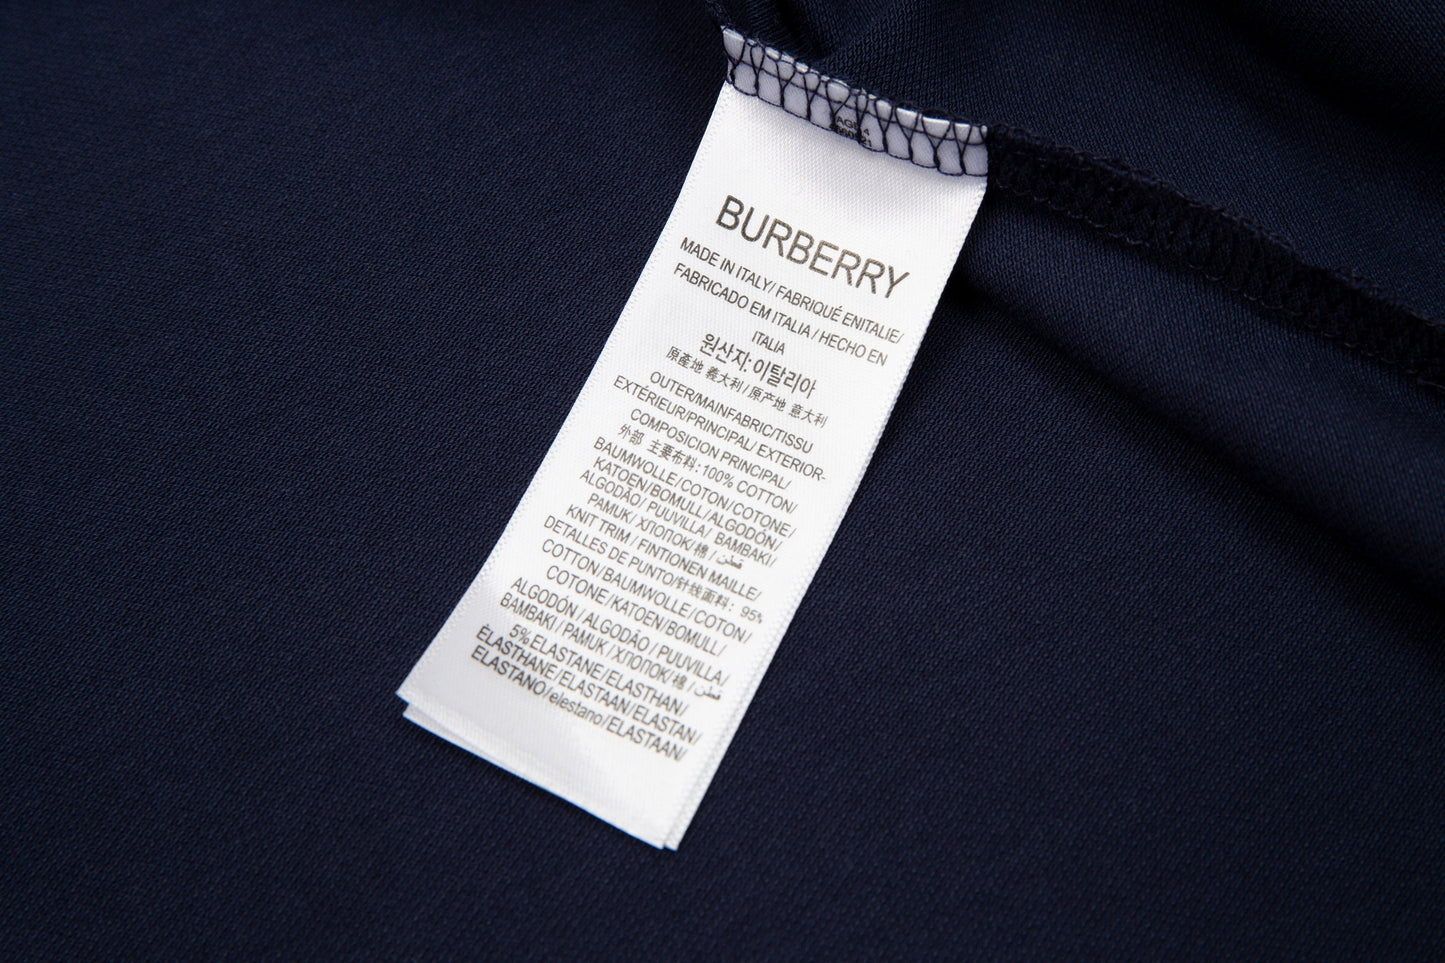 BURBERRY
MADE IN ITALY/ FABRIQUÉ ENITALIE/
FABRICADO EM ITALIA / HECHO EN
ITALIA
원산지: 이탈리아
原產地 義大利 / 原产地 意大利
OUTER/MAINFABRIC/TISSU
EXTÉRIEUR/PRINCIPAL/ EXTERIOR-
COMPOSICION PRINCIPAL/
外部 主要布料: 100% COTTON/
BAUMWOLLE/COTON/COTONE/
KATOEN/BOMULL/ALGODÓN/
ALGODÃO/ PUUVILLA/ BAMBAKI/
PAMUK/ ХЛОПОК/ 棉 / قطن
KNIT TRIM / FINTIONEN MAILLE/
DETALLES DE PUNTO/针线面料: 95%
COTTON/BAUMWOLLE/COTON/
COTONE/KATOEN/BOMULL/
ALGODÓN/ALGODÃO/PUUVILLA/
BAMBAKI/PAMUK/ХЛОПОК/棉 / قطن
5%ELASTANE/ELASTHAN/
ÉLASTHANE/ELASTAAN/ELASTAN/
ELASTANO/elestano/ELASTAAN/